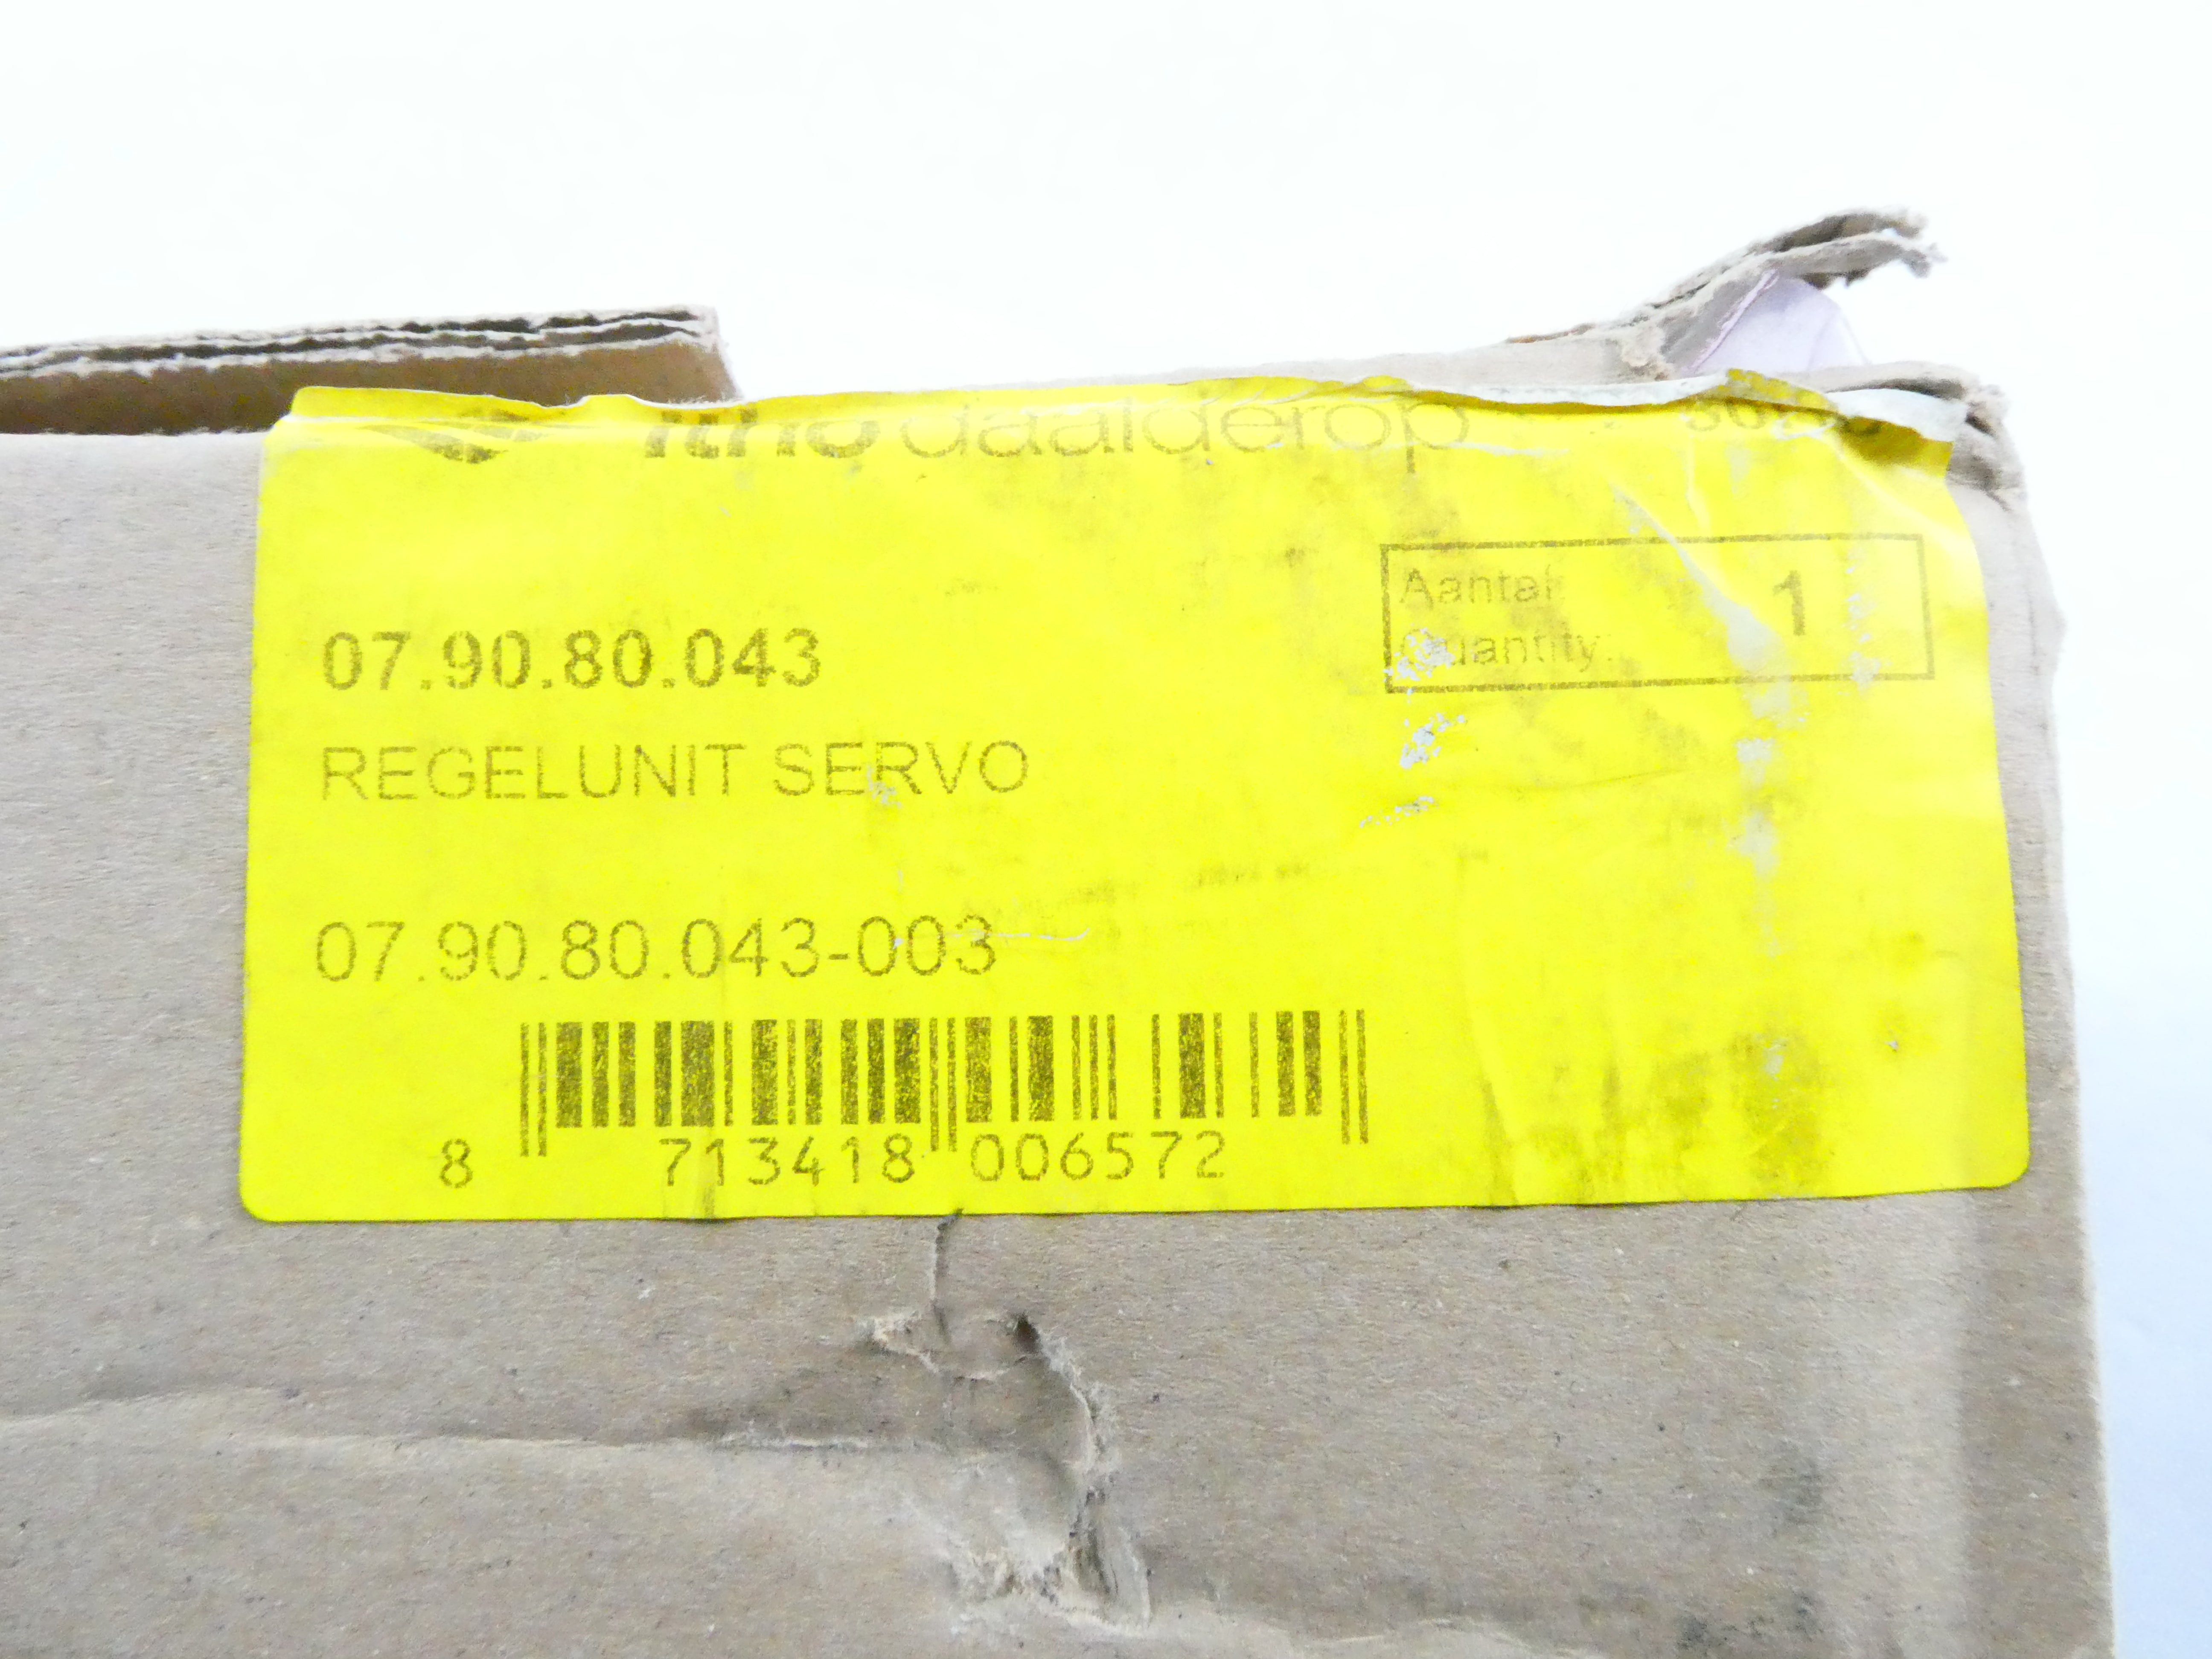 itho daalderop
Aantal
1
Quantity:
07.90.80.043
REGELUNIT SERVO
07.90.80.043-003
8 713418 006572